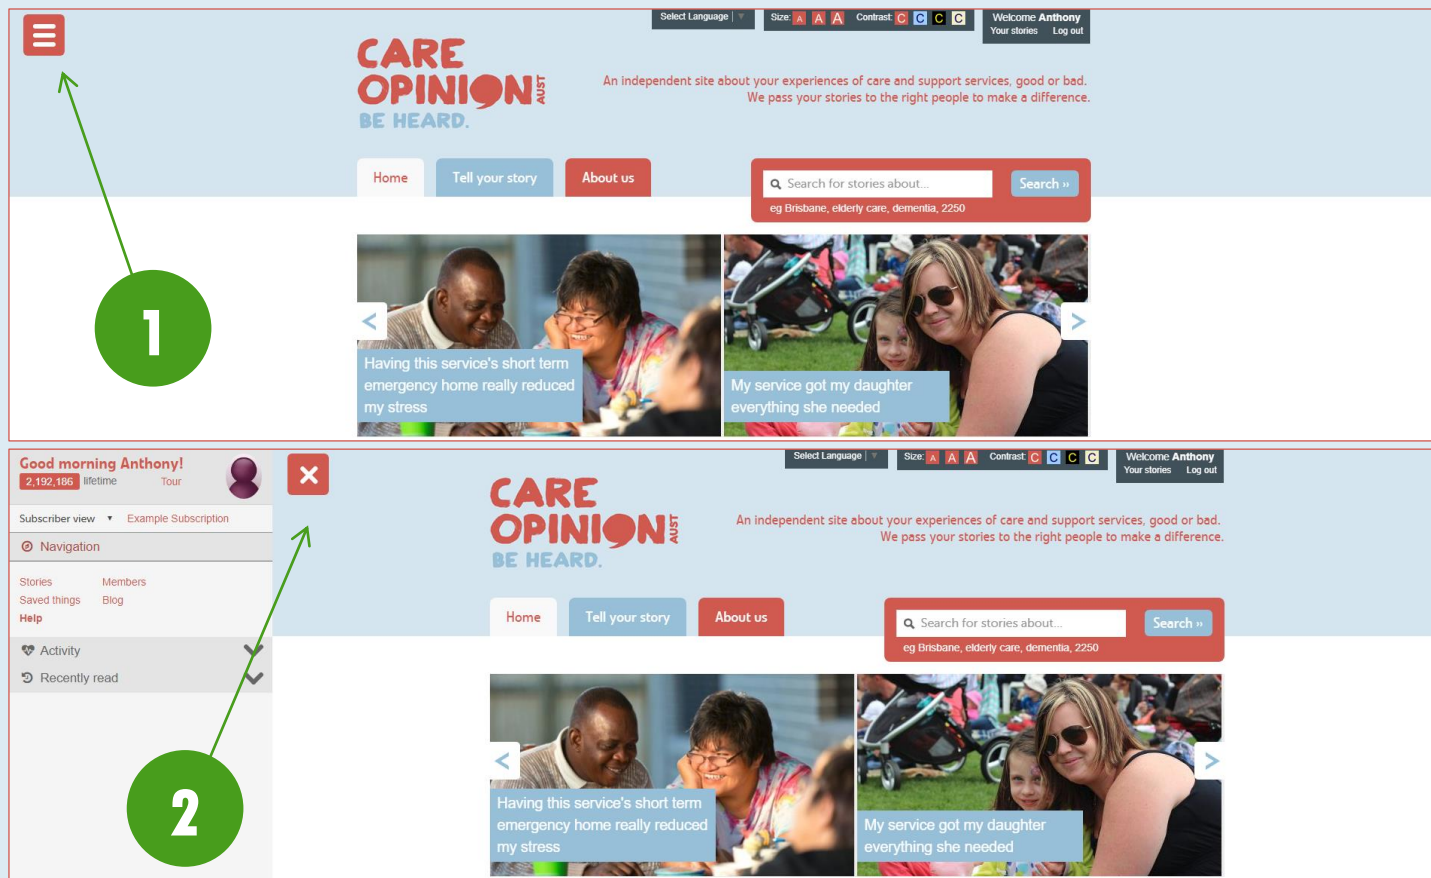 Select Language ▼
Size: A A A Contrast: C C C C
Welcome Anthony
Your stories Log out
CARE
OPINION AUST
BE HEARD.
An independent site about your experiences of care and support services, good or bad.
We pass your stories to the right people to make a difference.
Home Tell your story About us
Search for stories about... Search »
eg Brisbane, elderly care, dementia, 2250
1
< >
Having this service's short term
emergency home really reduced
my stress
My service got my daughter
everything she needed
Good morning Anthony!
2,192,186 lifetime Tour
Subscriber view ▼ Example Subscription
Navigation
Stories Members
Saved things Blog
Help
Activity
Recently read
2
Select Language ▼
Size: A A A Contrast: C C C C
Welcome Anthony
Your stories Log out
CARE
OPINION AUST
BE HEARD.
An independent site about your experiences of care and support services, good or bad.
We pass your stories to the right people to make a difference.
Home Tell your story About us
Search for stories about... Search »
eg Brisbane, elderly care, dementia, 2250
< >
Having this service's short term
emergency home really reduced
my stress
My service got my daughter
everything she needed